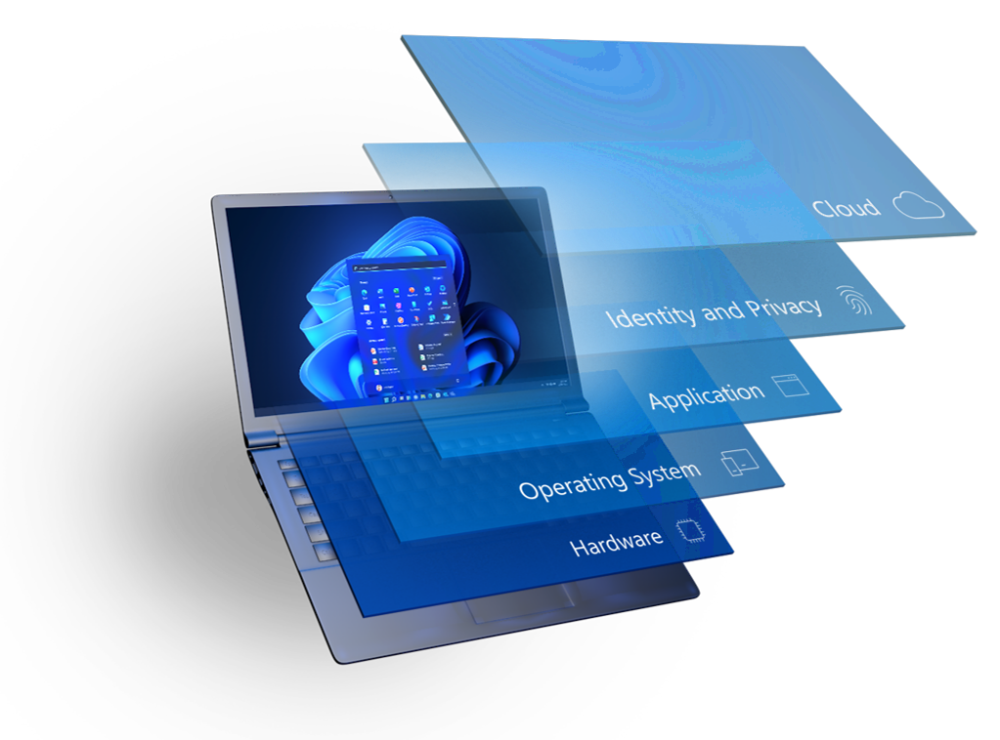 Cloud
Identity and Privacy
Application
Operating System
Hardware